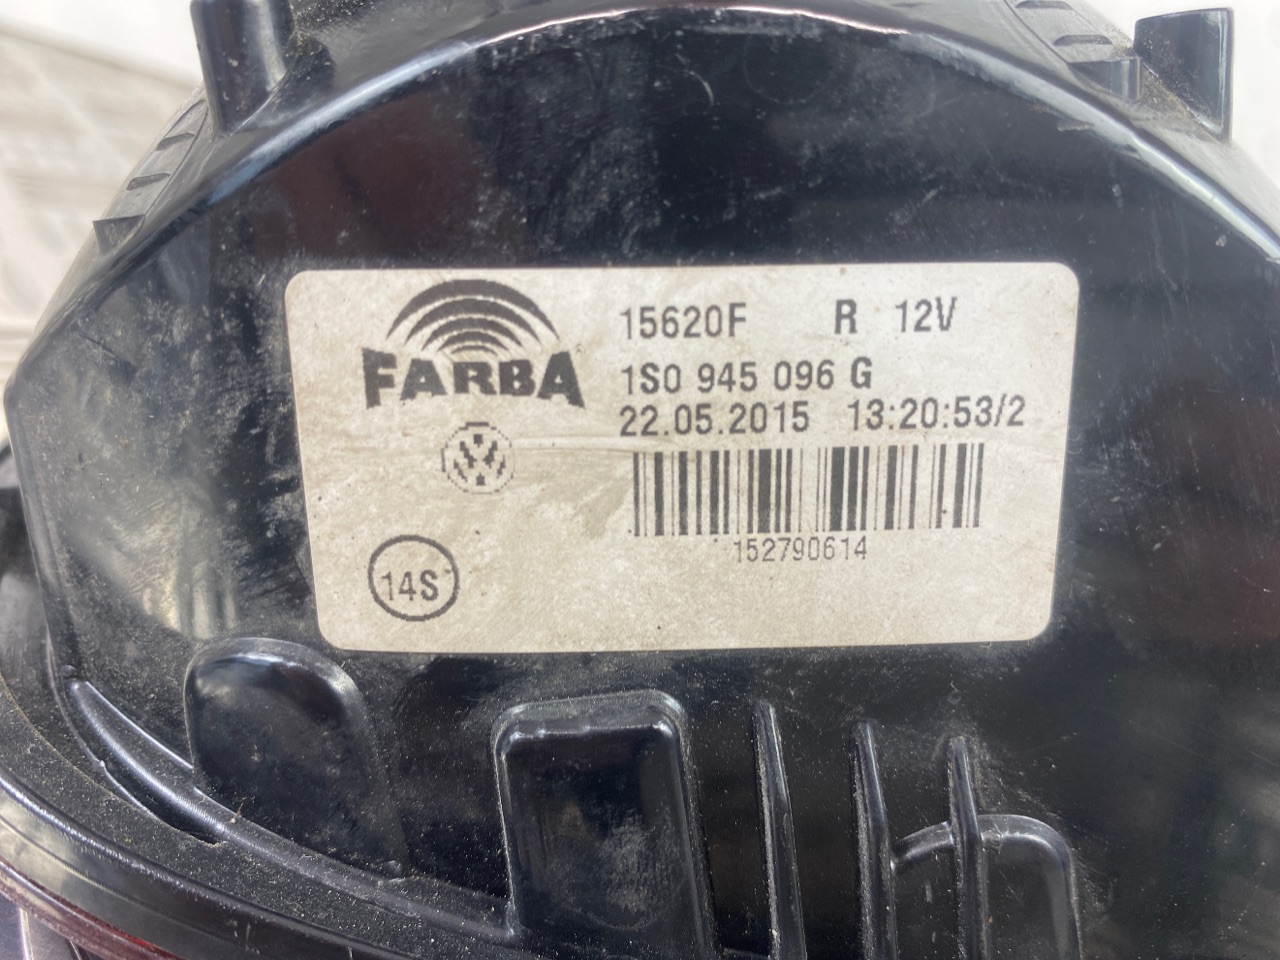 FARBA
15620F R 12V
1S0 945 096 G
22.05.2015 13:20:53/2
152790614
14S